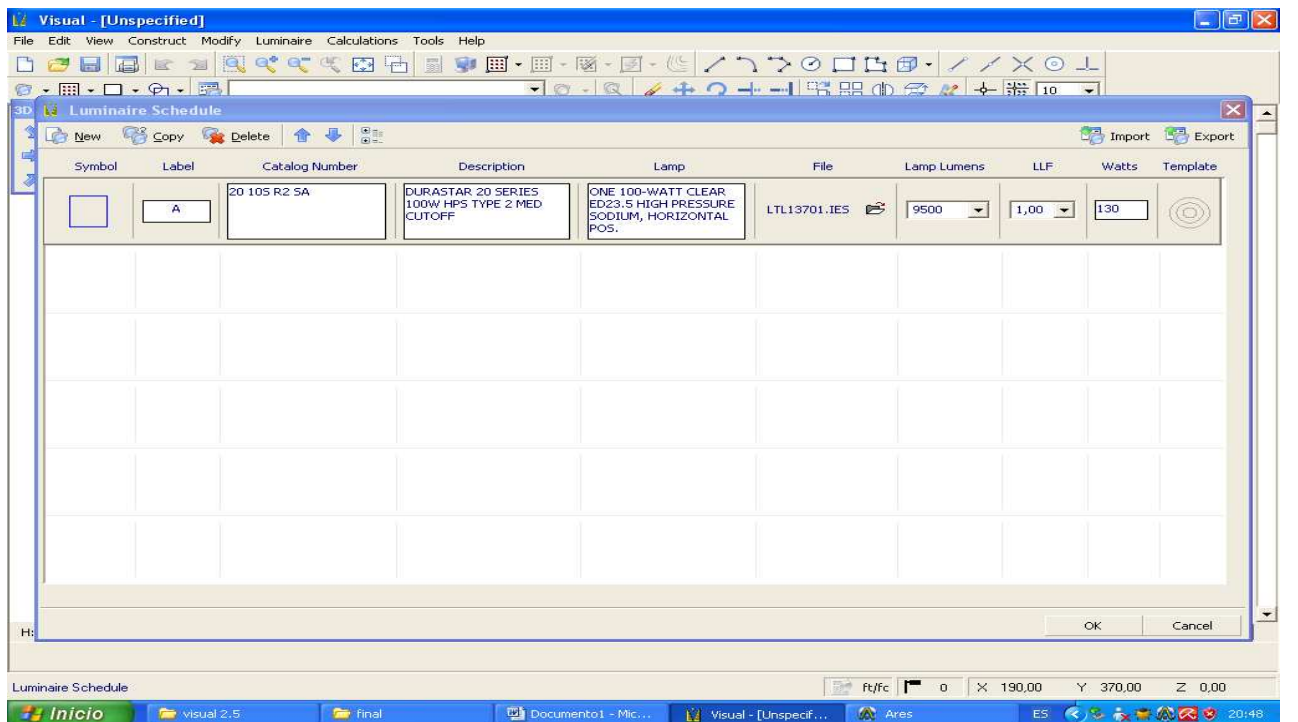 Visual - [Unspecified]
File Edit View Construct Modify Luminaire Calculations Tools Help
10
3D Luminaire Schedule
New Copy Delete Import Export
Symbol Label Catalog Number Description Lamp File Lamp Lumens LLF Watts Template
A
20 10S R2 SA
DURASTAR 20 SERIES
100W HPS TYPE 2 MED
CUTOFF
ONE 100-WATT CLEAR
ED23.5 HIGH PRESSURE
SODIUM, HORIZONTAL
POS.
LTL13701.IES 9500 1,00 130
OK Cancel
H:
Luminaire Schedule ft/fc 0 X 190,00 Y 370,00 Z 0,00
Inicio visual 2.5 final Documento1 - Mic... Visual - [Unspecif... Ares ES 20:48